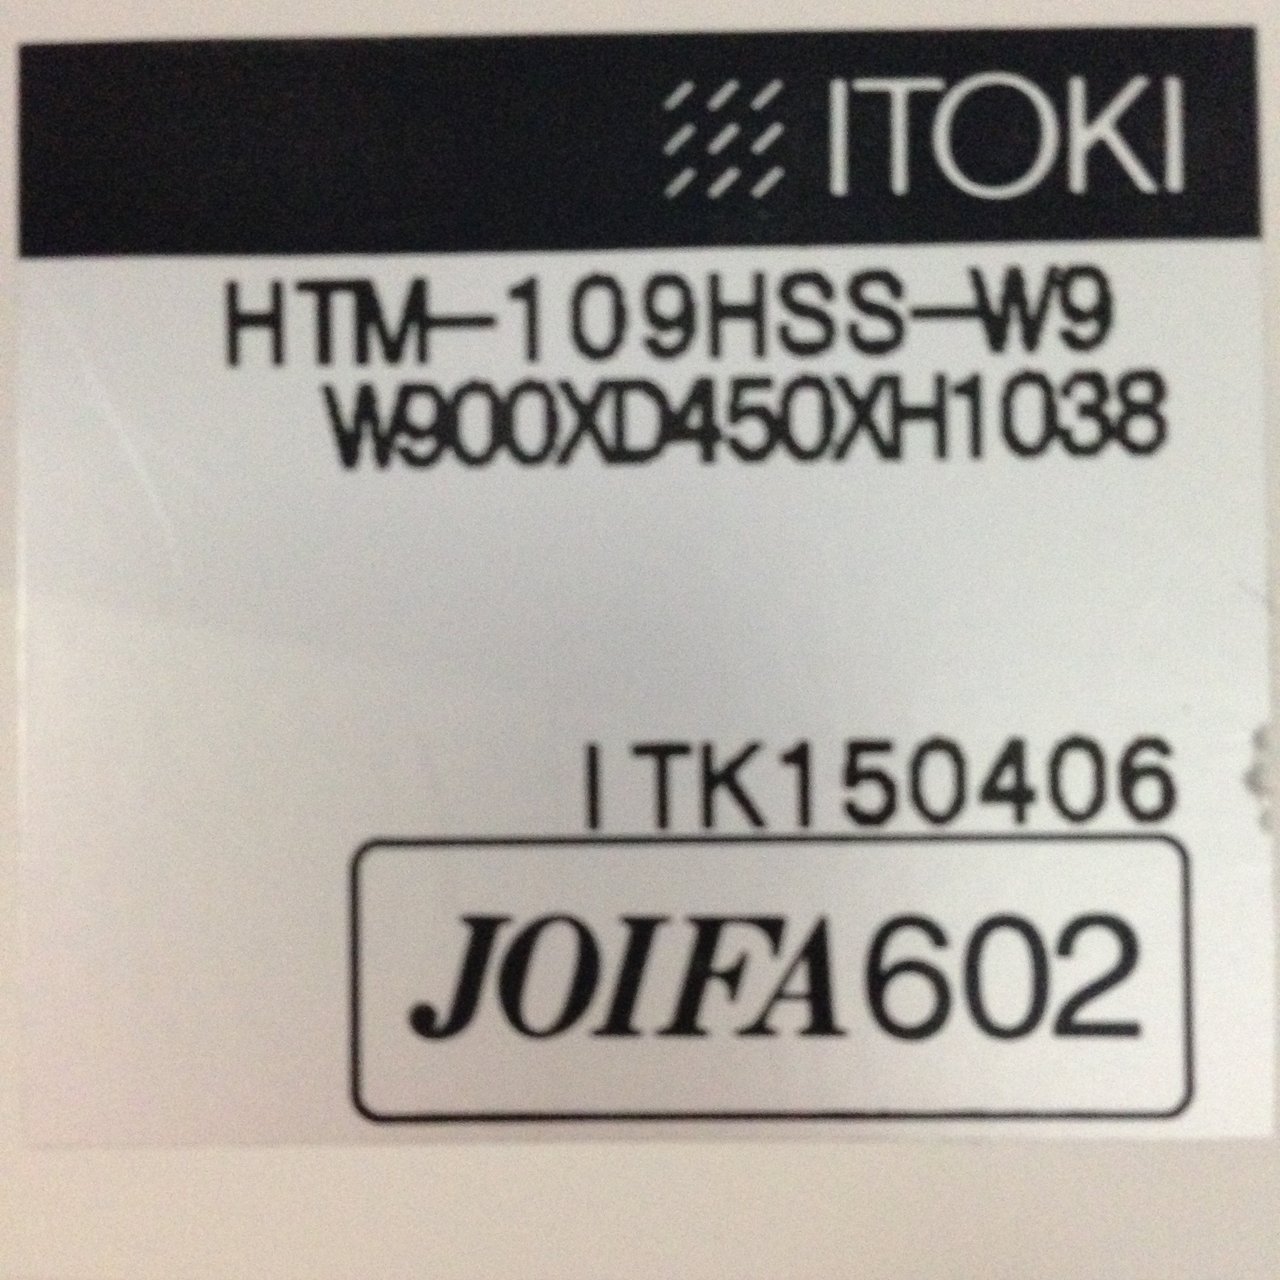 ITOKI
HTM-109HSS-W9
W900XD450XH1038
ITK150406
JOIFA602